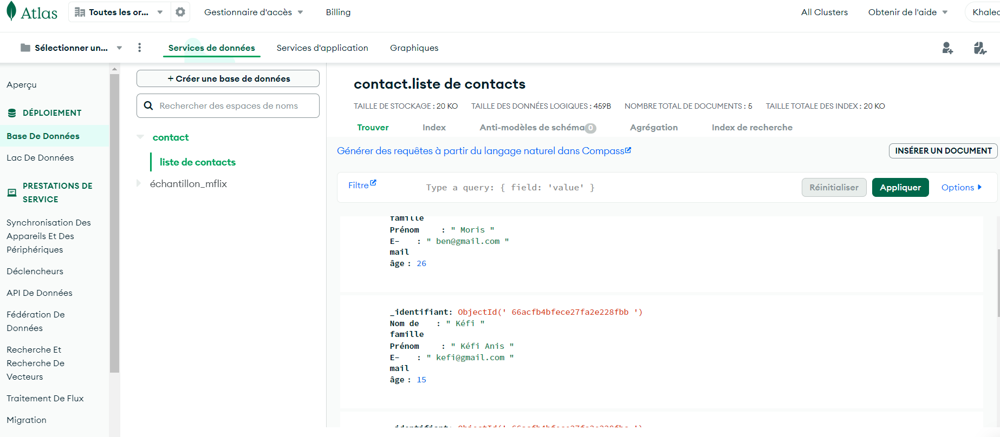 Atlas
Toutes les or...
Gestionnaire d'accès
Billing
All Clusters
Obtenir de l'aide
Khalec
Sélectionner un...
Services de données
Services d'application
Graphiques
Aperçu
DÉPLOIEMENT
Base De Données
Lac De Données
PRESTATIONS DE
SERVICE
Synchronisation Des
Appareils Et Des
Périphériques
Déclencheurs
API De Données
Fédération De
Données
Recherche Et
Recherche De
Vecteurs
Traitement De Flux
Migration
+ Créer une base de données
Rechercher des espaces de noms
contact
liste de contacts
échantillon_mflix
contact.liste de contacts
TAILLE DE STOCKAGE : 20 KO TAILLE DES DONNÉES LOGIQUES : 459B NOMBRE TOTAL DE DOCUMENTS : 5 TAILLE TOTALE DES INDEX : 20 KO
Trouver Index Anti-modèles de schéma 0 Agrégation Index de recherche
Générer des requêtes à partir du langage naturel dans Compass
INSÉRER UN DOCUMENT
Filtre
Type a query: { field: 'value' }
Réinitialiser
Appliquer
Options
famille
Prénom : " Moris "
E- : " ben@gmail.com "
mail
âge : 26
_identifiant: ObjectId(' 66acfb4bfece27fa2e228fbb ')
Nom de : " Kéfi "
famille
Prénom : " Kéfi Anis "
E- : " kefi@gmail.com "
mail
âge : 15